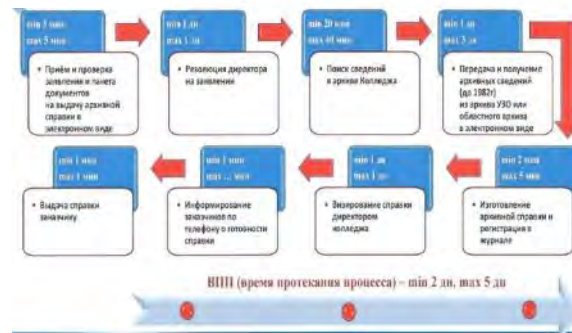 min 3 мин
max 5 мин
• Приём и проверка
заявления и пакета
документов
на выдачу архивной
справки в
электронном виде
min 1 дн
max 1 дн
• Резолюция директора
на заявлении
min 20 мин
max 40 мин
• Поиск сведений
в архиве Колледжа
min 1 дн
max 3 дн
• Передача и получение
архивных сведений
(до 1982г)
из архива УЗО или
областного архива
в электронном виде
min 1 мин
max 1 мин
• Выдача справки
заказчику
min 1 мин
max ... мин
• Информирование
заказчиков по
телефону о готовности
справки
min 1 дн
max 1 дн
• Визирование справки
директором
колледжа
min 2 мин
max 5 мин
• Изготовление
архивной справки и
регистрация в
журнале
ВПП (время протекания процесса) – min 2 дн, max 5 дн